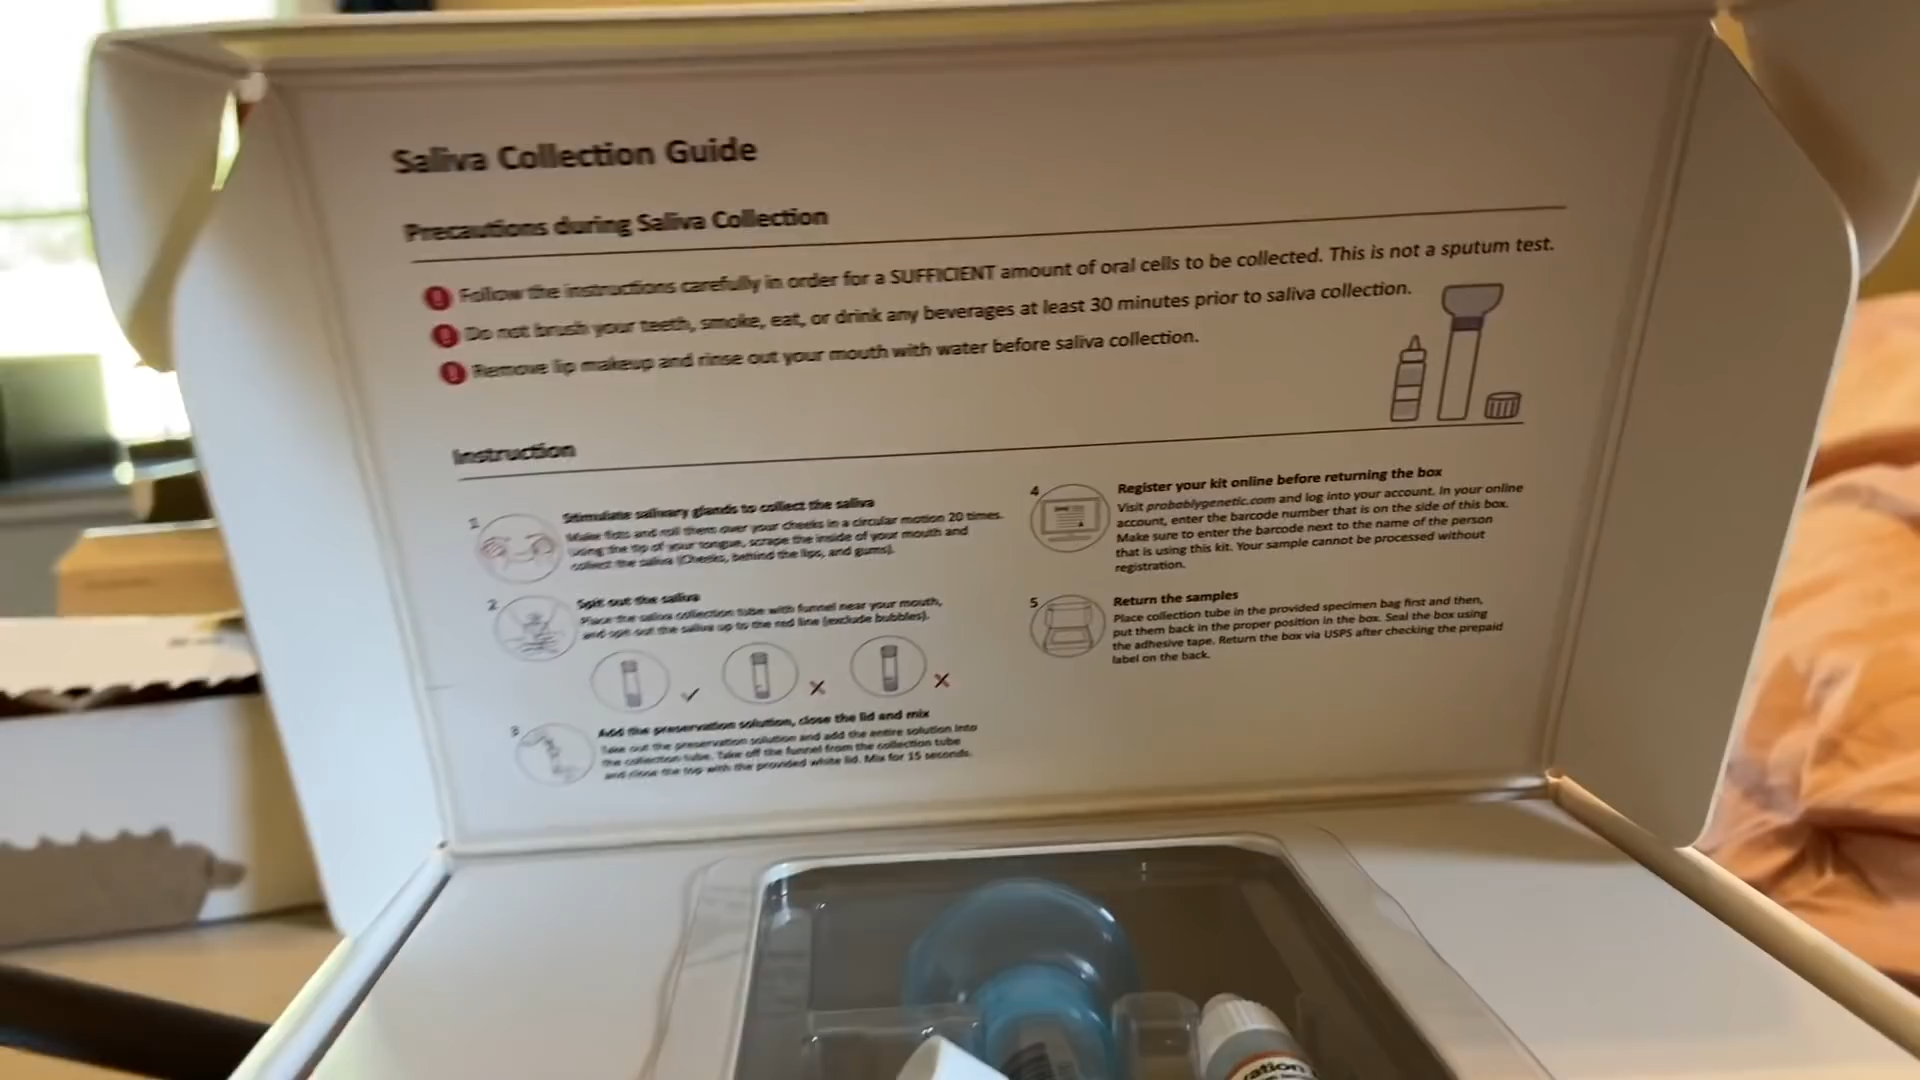 Saliva Collection Guide
Precautions during Saliva Collection
Follow the instructions carefully in order for a SUFFICIENT amount of oral cells to be collected. This is not a sputum test.
Do not brush your teeth, smoke, eat, or drink any beverages at least 30 minutes prior to saliva collection.
Remove lip makeup and rinse out your mouth with water before saliva collection.
Instruction
1
Stimulate salivary glands to collect the saliva
Make fists and roll them over your cheeks in a circular motion 20 times.
Using the tip of your tongue, scrape the inside of your mouth and
collect the saliva (Cheeks, behind the lips, and gums).
2
Spit out the saliva
Place the saliva collection tube with funnel near your mouth,
and spit out the saliva up to the red line (exclude bubbles).
3
Add the preservation solution, close the lid and mix
Take out the preservation solution and add the entire solution into
the collection tube. Take off the funnel from the collection tube
and close the top with the provided white lid. Mix for 15 seconds.
4
Register your kit online before returning the box
Visit probablygenetic.com and log into your account. In your online
account, enter the barcode number that is on the side of this box.
Make sure to enter the barcode next to the name of the person
that is using this kit. Your sample cannot be processed without
registration.
5
Return the samples
Place collection tube in the provided specimen bag first and then,
put them back in the proper position in the box. Seal the box using
the adhesive tape. Return the box via USPS after checking the prepaid
label on the back.